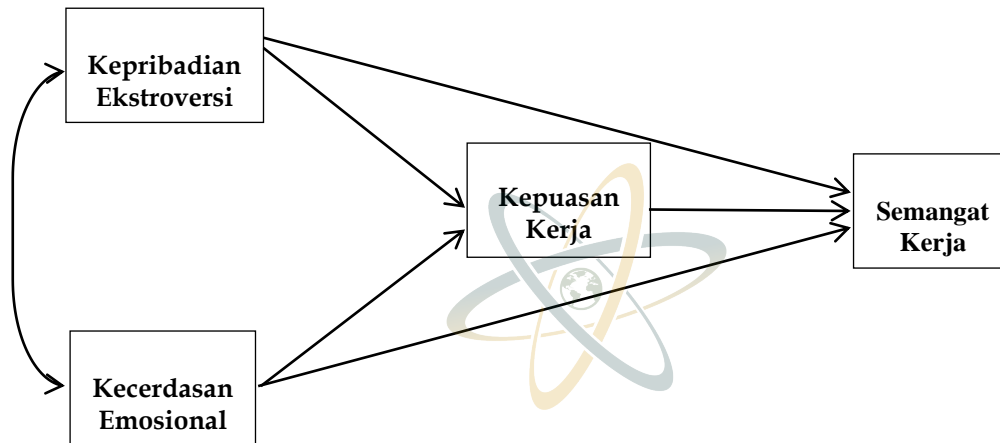 Kepribadian
Ekstroversi
Kepuasan
Kerja
Semangat
Kerja
Kecerdasan
Emosional